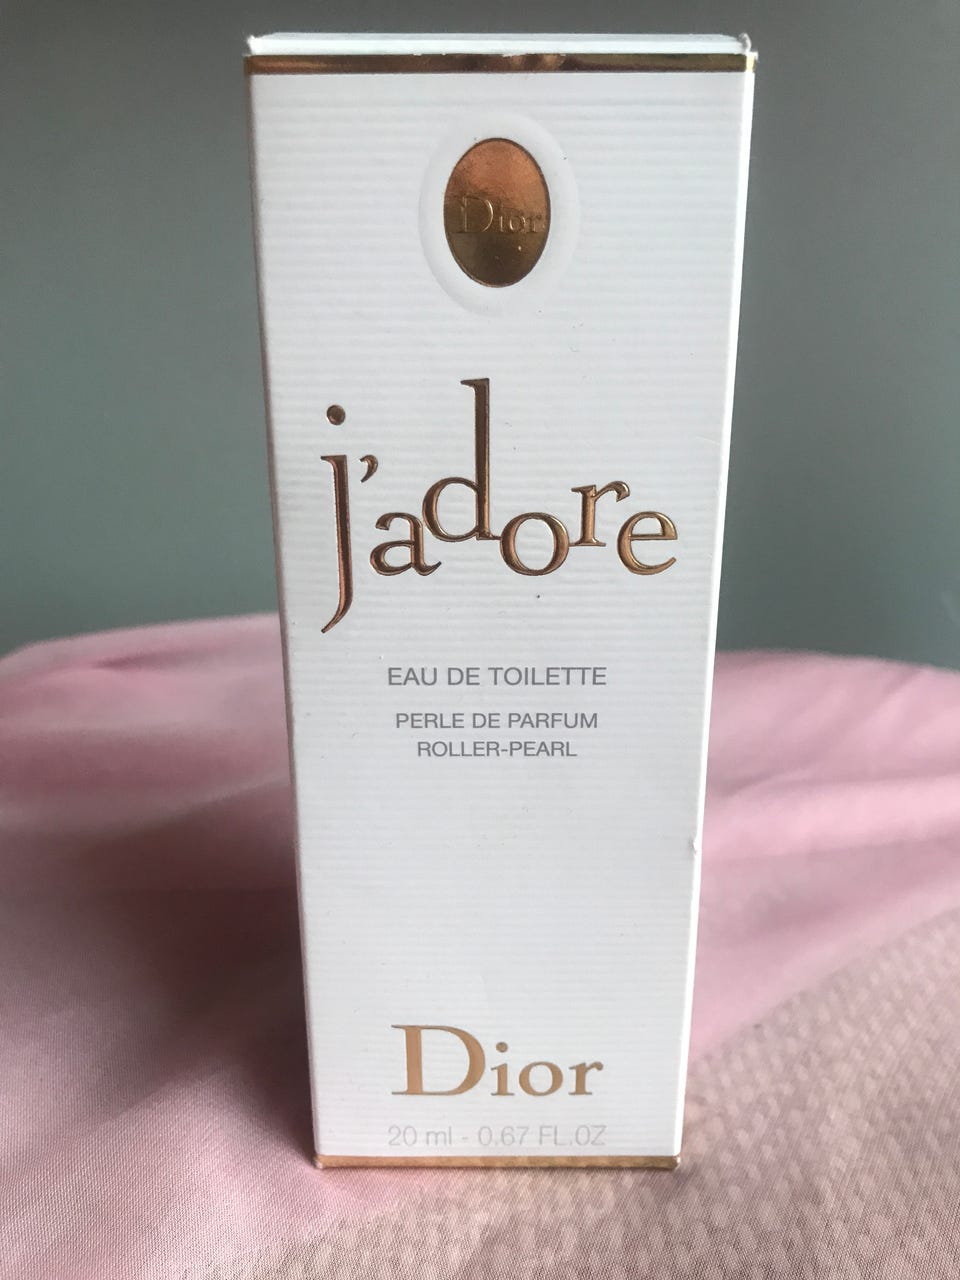 Dior
j'adore
EAU DE TOILETTE
PERLE DE PARFUM
ROLLER-PEARL
Dior
20 ml - 0.67 FL.OZ